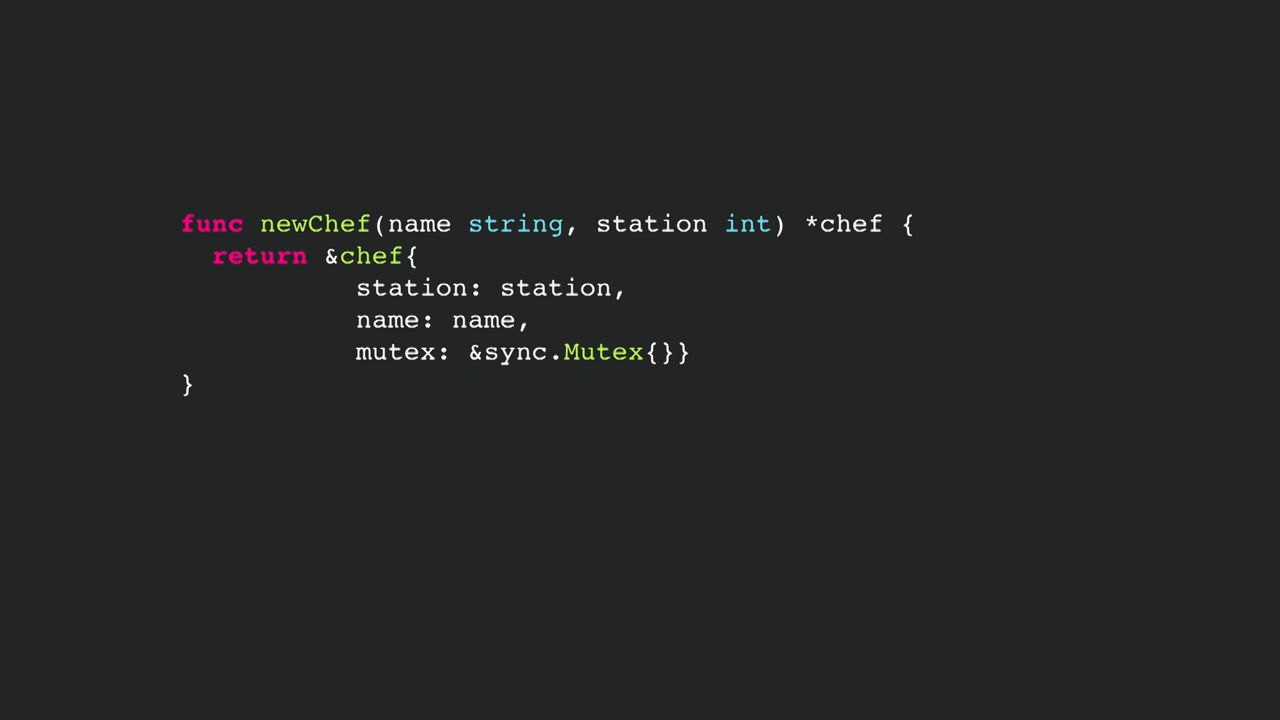 func newChef(name string, station int) *chef {
  return &chef{
           station: station,
           name: name,
           mutex: &sync.Mutex{}}
}